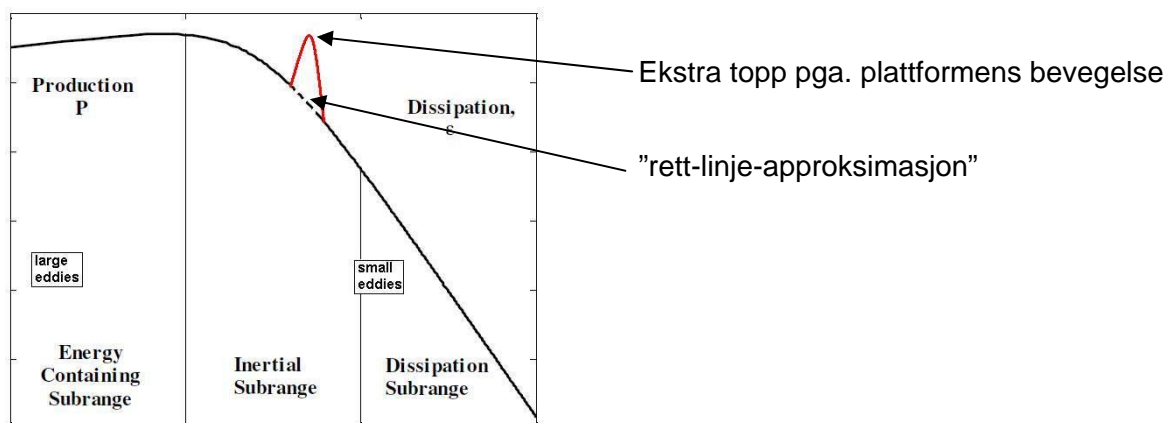 Production
P
Dissipation,
ε
Ekstra topp pga. plattformens bevegelse
”rett-linje-approksimasjon”
large
eddies
small
eddies
Energy
Containing
Subrange
Inertial
Subrange
Dissipation
Subrange